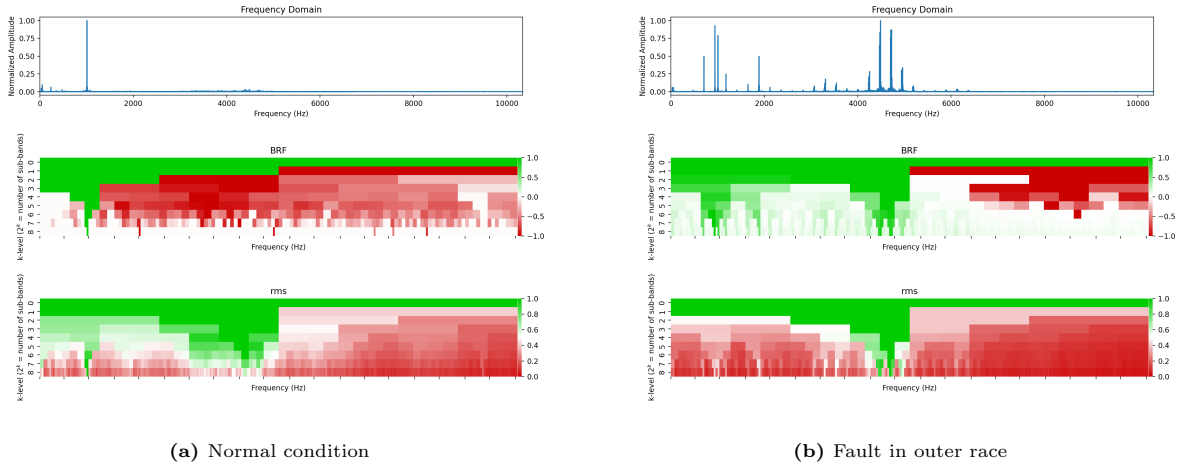 Frequency Domain
Normalized Amplitude
1.00
0.75
0.50
0.25
0.00
0 2000 4000 6000 8000 10000
Frequency (Hz)
BRF
k-level (2ᵏ = number of sub-bands)
0 1 2 3 4 5 6 7 8
1.0
0.5
0.0
−0.5
−1.0
Frequency (Hz)
rms
k-level (2ᵏ = number of sub-bands)
0 1 2 3 4 5 6 7 8
1.0
0.8
0.6
0.4
0.2
0.0
Frequency (Hz)
(a) Normal condition
Frequency Domain
Normalized Amplitude
1.00
0.75
0.50
0.25
0.00
0 2000 4000 6000 8000 10000
Frequency (Hz)
BRF
k-level (2ᵏ = number of sub-bands)
0 1 2 3 4 5 6 7 8
1.0
0.5
0.0
−0.5
−1.0
Frequency (Hz)
rms
k-level (2ᵏ = number of sub-bands)
0 1 2 3 4 5 6 7 8
1.0
0.8
0.6
0.4
0.2
0.0
Frequency (Hz)
(b) Fault in outer race